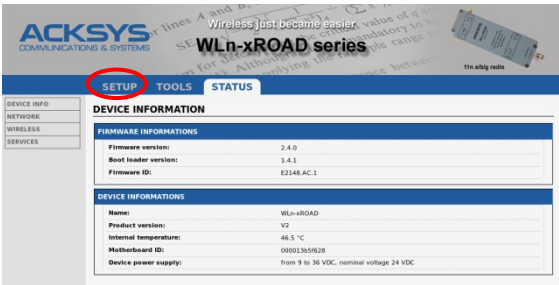 ACKSYS
COMMUNICATIONS & SYSTEMS
Wireless just became easier
WLn-xROAD series
11n a/b/g radio
SETUP TOOLS STATUS
DEVICE INFO
NETWORK
WIRELESS
SERVICES
DEVICE INFORMATION
FIRMWARE INFORMATIONS
Firmware version: 2.4.0
Boot loader version: 1.4.1
Firmware ID: E2148.AC.1
DEVICE INFORMATIONS
Name: WLn-xROAD
Product version: V2
Internal temperature: 46.5 °C
Motherboard ID: 000013b5f628
Device power supply: from 9 to 36 VDC, nominal voltage 24 VDC